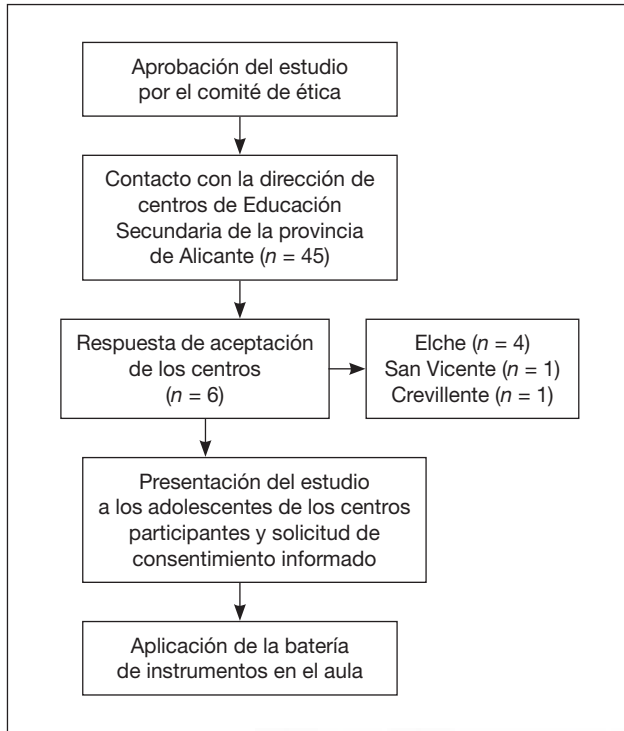 Aprobación del estudio
por el comité de ética
Contacto con la dirección de
centros de Educación
Secundaria de la provincia
de Alicante (n = 45)
Respuesta de aceptación
de los centros
(n = 6)
Elche (n = 4)
San Vicente (n = 1)
Crevillente (n = 1)
Presentación del estudio
a los adolescentes de los centros
participantes y solicitud de
consentimiento informado
Aplicación de la batería
de instrumentos en el aula